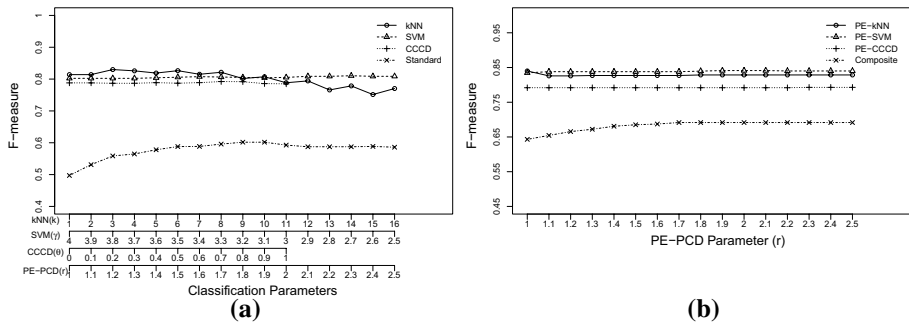 kNN
SVM
CCCD
Standard
F−measure
1
0.9
0.8
0.7
0.6
0.5
0.4
kNN(k)
1 2 3 4 5 6 7 8 9 10 11 12 13 14 15 16
SVM(γ)
4 3.9 3.8 3.7 3.6 3.5 3.4 3.3 3.2 3.1 3 2.9 2.8 2.7 2.6 2.5
CCCD(θ)
0 0.1 0.2 0.3 0.4 0.5 0.6 0.7 0.8 0.9 1
PE−PCD(r)
1.1 1.2 1.3 1.4 1.5 1.6 1.7 1.8 1.9 2 2.1 2.2 2.3 2.4 2.5
Classification Parameters
(a)
PE−kNN
PE−SVM
PE−CCCD
Composite
F−measure
0.95
0.85
0.75
0.65
0.55
0.45
1 1.1 1.2 1.3 1.4 1.5 1.6 1.7 1.8 1.9 2 2.1 2.2 2.3 2.4 2.5
PE−PCD Parameter (r)
(b)